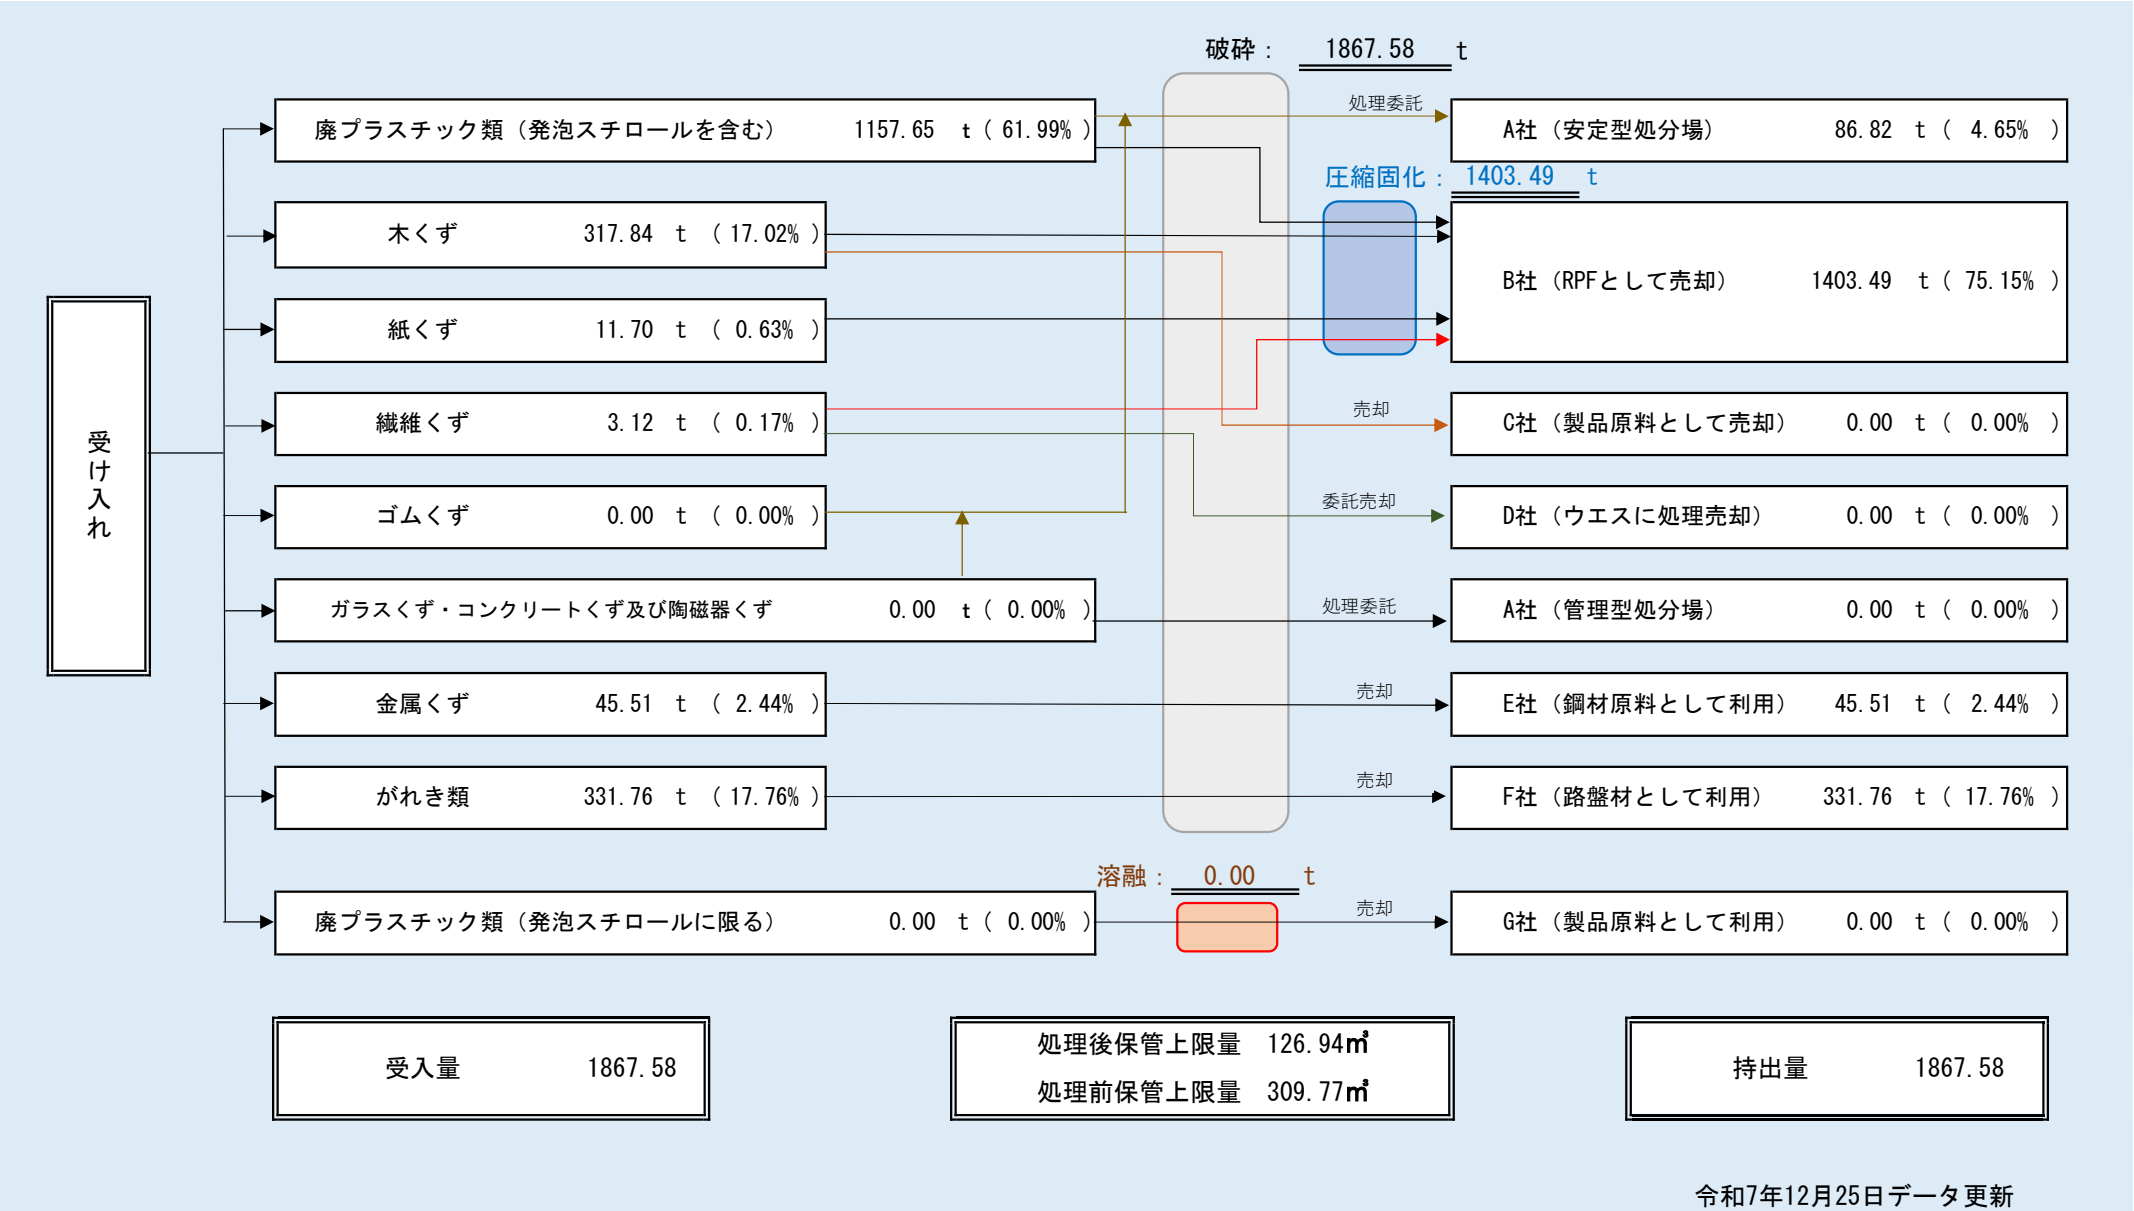 破砕： 1867.58 t
受け入れ
廃プラスチック類（発泡スチロールを含む） 1157.65 t ( 61.99% )
木くず 317.84 t ( 17.02% )
紙くず 11.70 t ( 0.63% )
繊維くず 3.12 t ( 0.17% )
ゴムくず 0.00 t ( 0.00% )
ガラスくず・コンクリートくず及び陶磁器くず 0.00 t ( 0.00% )
金属くず 45.51 t ( 2.44% )
がれき類 331.76 t ( 17.76% )
廃プラスチック類（発泡スチロールに限る） 0.00 t ( 0.00% )
処理委託
圧縮固化： 1403.49 t
売却
委託売却
処理委託
売却
売却
溶融： 0.00 t
売却
A社（安定型処分場） 86.82 t ( 4.65% )
B社（RPFとして売却） 1403.49 t ( 75.15% )
C社（製品原料として売却） 0.00 t ( 0.00% )
D社（ウエスに処理売却） 0.00 t ( 0.00% )
A社（管理型処分場） 0.00 t ( 0.00% )
E社（鋼材原料として利用） 45.51 t ( 2.44% )
F社（路盤材として利用） 331.76 t ( 17.76% )
G社（製品原料として利用） 0.00 t ( 0.00% )
受入量 1867.58
処理後保管上限量 126.94㎥
処理前保管上限量 309.77㎥
持出量 1867.58
令和7年12月25日データ更新